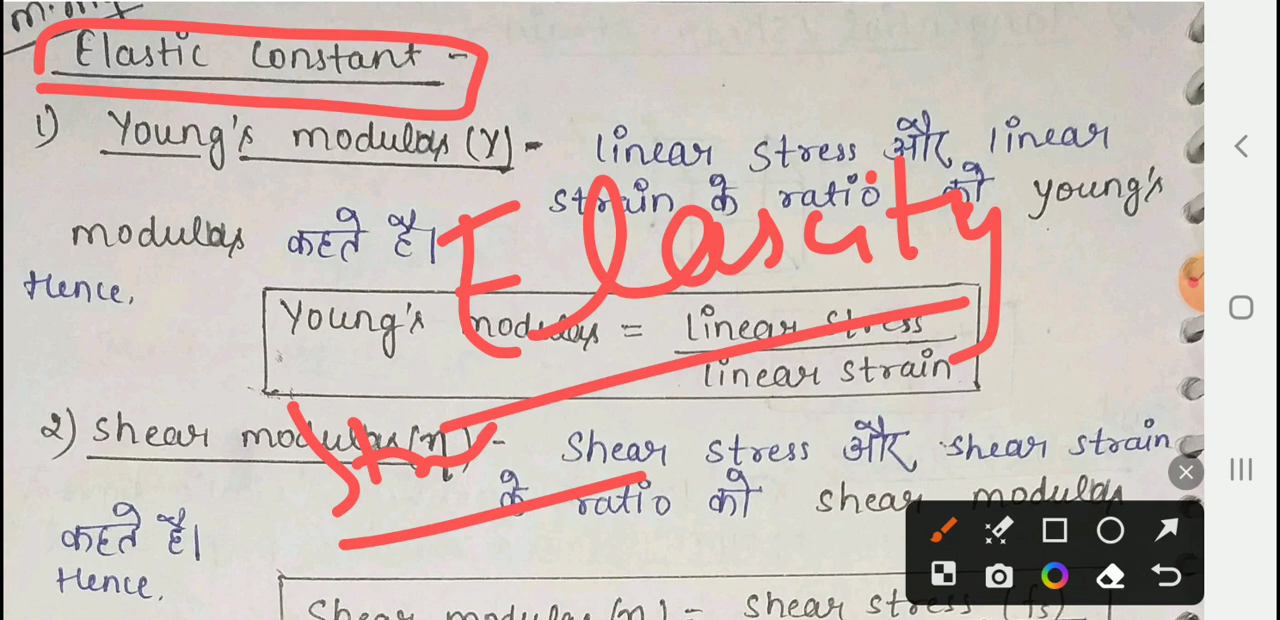 Elastic Constant -
1) Young's modulas (Y) - linear stress और linear
strain के ratio को young's
modulas कहते है।
Hence,
Young's modulas = linear stress
linear strain
Elascity
2) shear modulas (η) - Shear stress और shear strain
के ratio को shear modulas
कहते है।
Hence,
Shear modulas (η) = shear stress (fs)